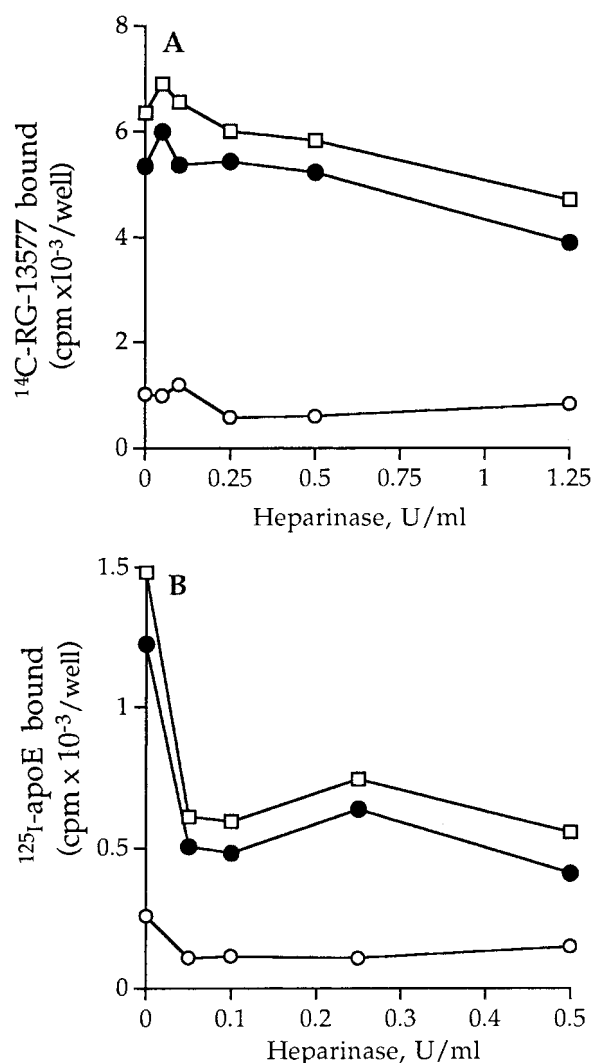 A
8
6
4
2
0
¹⁴C-RG-13577 bound
(cpm x10⁻³/well)
0 0.25 0.5 0.75 1 1.25
Heparinase, U/ml
B
1.5
1
0.5
0
¹²⁵I-apoE bound
(cpm x 10⁻³/well)
0 0.1 0.2 0.3 0.4 0.5
Heparinase, U/ml